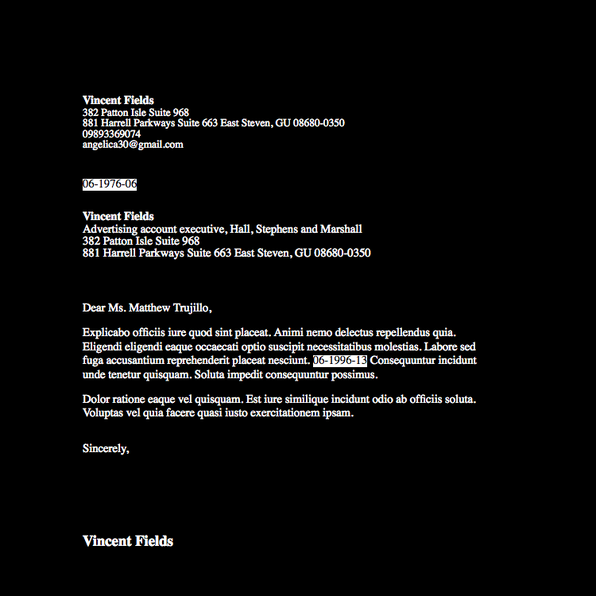 Vincent Fields
382 Patton Isle Suite 968
881 Harrell Parkways Suite 663 East Steven, GU 08680-0350
09893369074
angelica30@gmail.com
06-1976-06
Vincent Fields
Advertising account executive, Hall, Stephens and Marshall
382 Patton Isle Suite 968
881 Harrell Parkways Suite 663 East Steven, GU 08680-0350
Dear Ms. Matthew Trujillo,
Explicabo officiis iure quod sint placeat. Animi nemo delectus repellendus quia.
Eligendi eligendi eaque occaecati optio suscipit necessitatibus molestias. Labore sed
fuga accusantium reprehenderit placeat nesciunt. 06-1996-13 Consequuntur incidunt
unde tenetur quisquam. Soluta impedit consequuntur possimus.
Dolor ratione eaque vel quisquam. Est iure similique incidunt odio ab officiis soluta.
Voluptas vel quia facere quasi iusto exercitationem ipsam.
Sincerely,
Vincent Fields